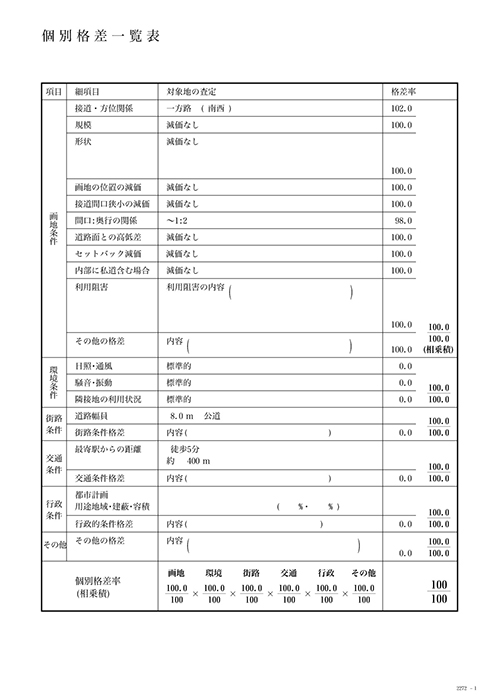 個別格差一覧表
項目 細項目 対象地の査定 格差率
画地条件
接道・方位関係 一方路 ( 南西 ) 102.0
規模 減価なし 100.0
形状 減価なし
100.0
画地の位置の減価 減価なし 100.0
接道間口狭小の減価 減価なし 100.0
間口:奥行の関係 ～1:2 98.0
道路面との高低差 減価なし 100.0
セットバック減価 減価なし 100.0
内部に私道含む場合 減価なし 100.0
利用阻害 利用阻害の内容 ( )
100.0 100.0
その他の格差 内容 ( ) 100.0
100.0 (相乗積)
環境条件
日照・通風 標準的 0.0
騒音・振動 標準的 0.0 100.0
隣接地の利用状況 標準的 0.0 100.0
街路条件
道路幅員 8.0 m 公道 100.0
街路条件格差 内容 ( ) 0.0 100.0
交通条件
最寄駅からの距離 徒歩5分
約 400 m 100.0
交通条件格差 内容 ( ) 0.0 100.0
行政条件
都市計画
用途地域・建蔽・容積 ( %・ % ) 100.0
行政的条件格差 内容 ( ) 0.0 100.0
その他 その他の格差 内容 ( ) 100.0
0.0 100.0
個別格差率
(相乗積)
画地 環境 街路 交通 行政 その他
100.0 × 100.0 × 100.0 × 100.0 × 100.0 × 100.0 100
100 100 100 100 100 100 100
2272 - 1